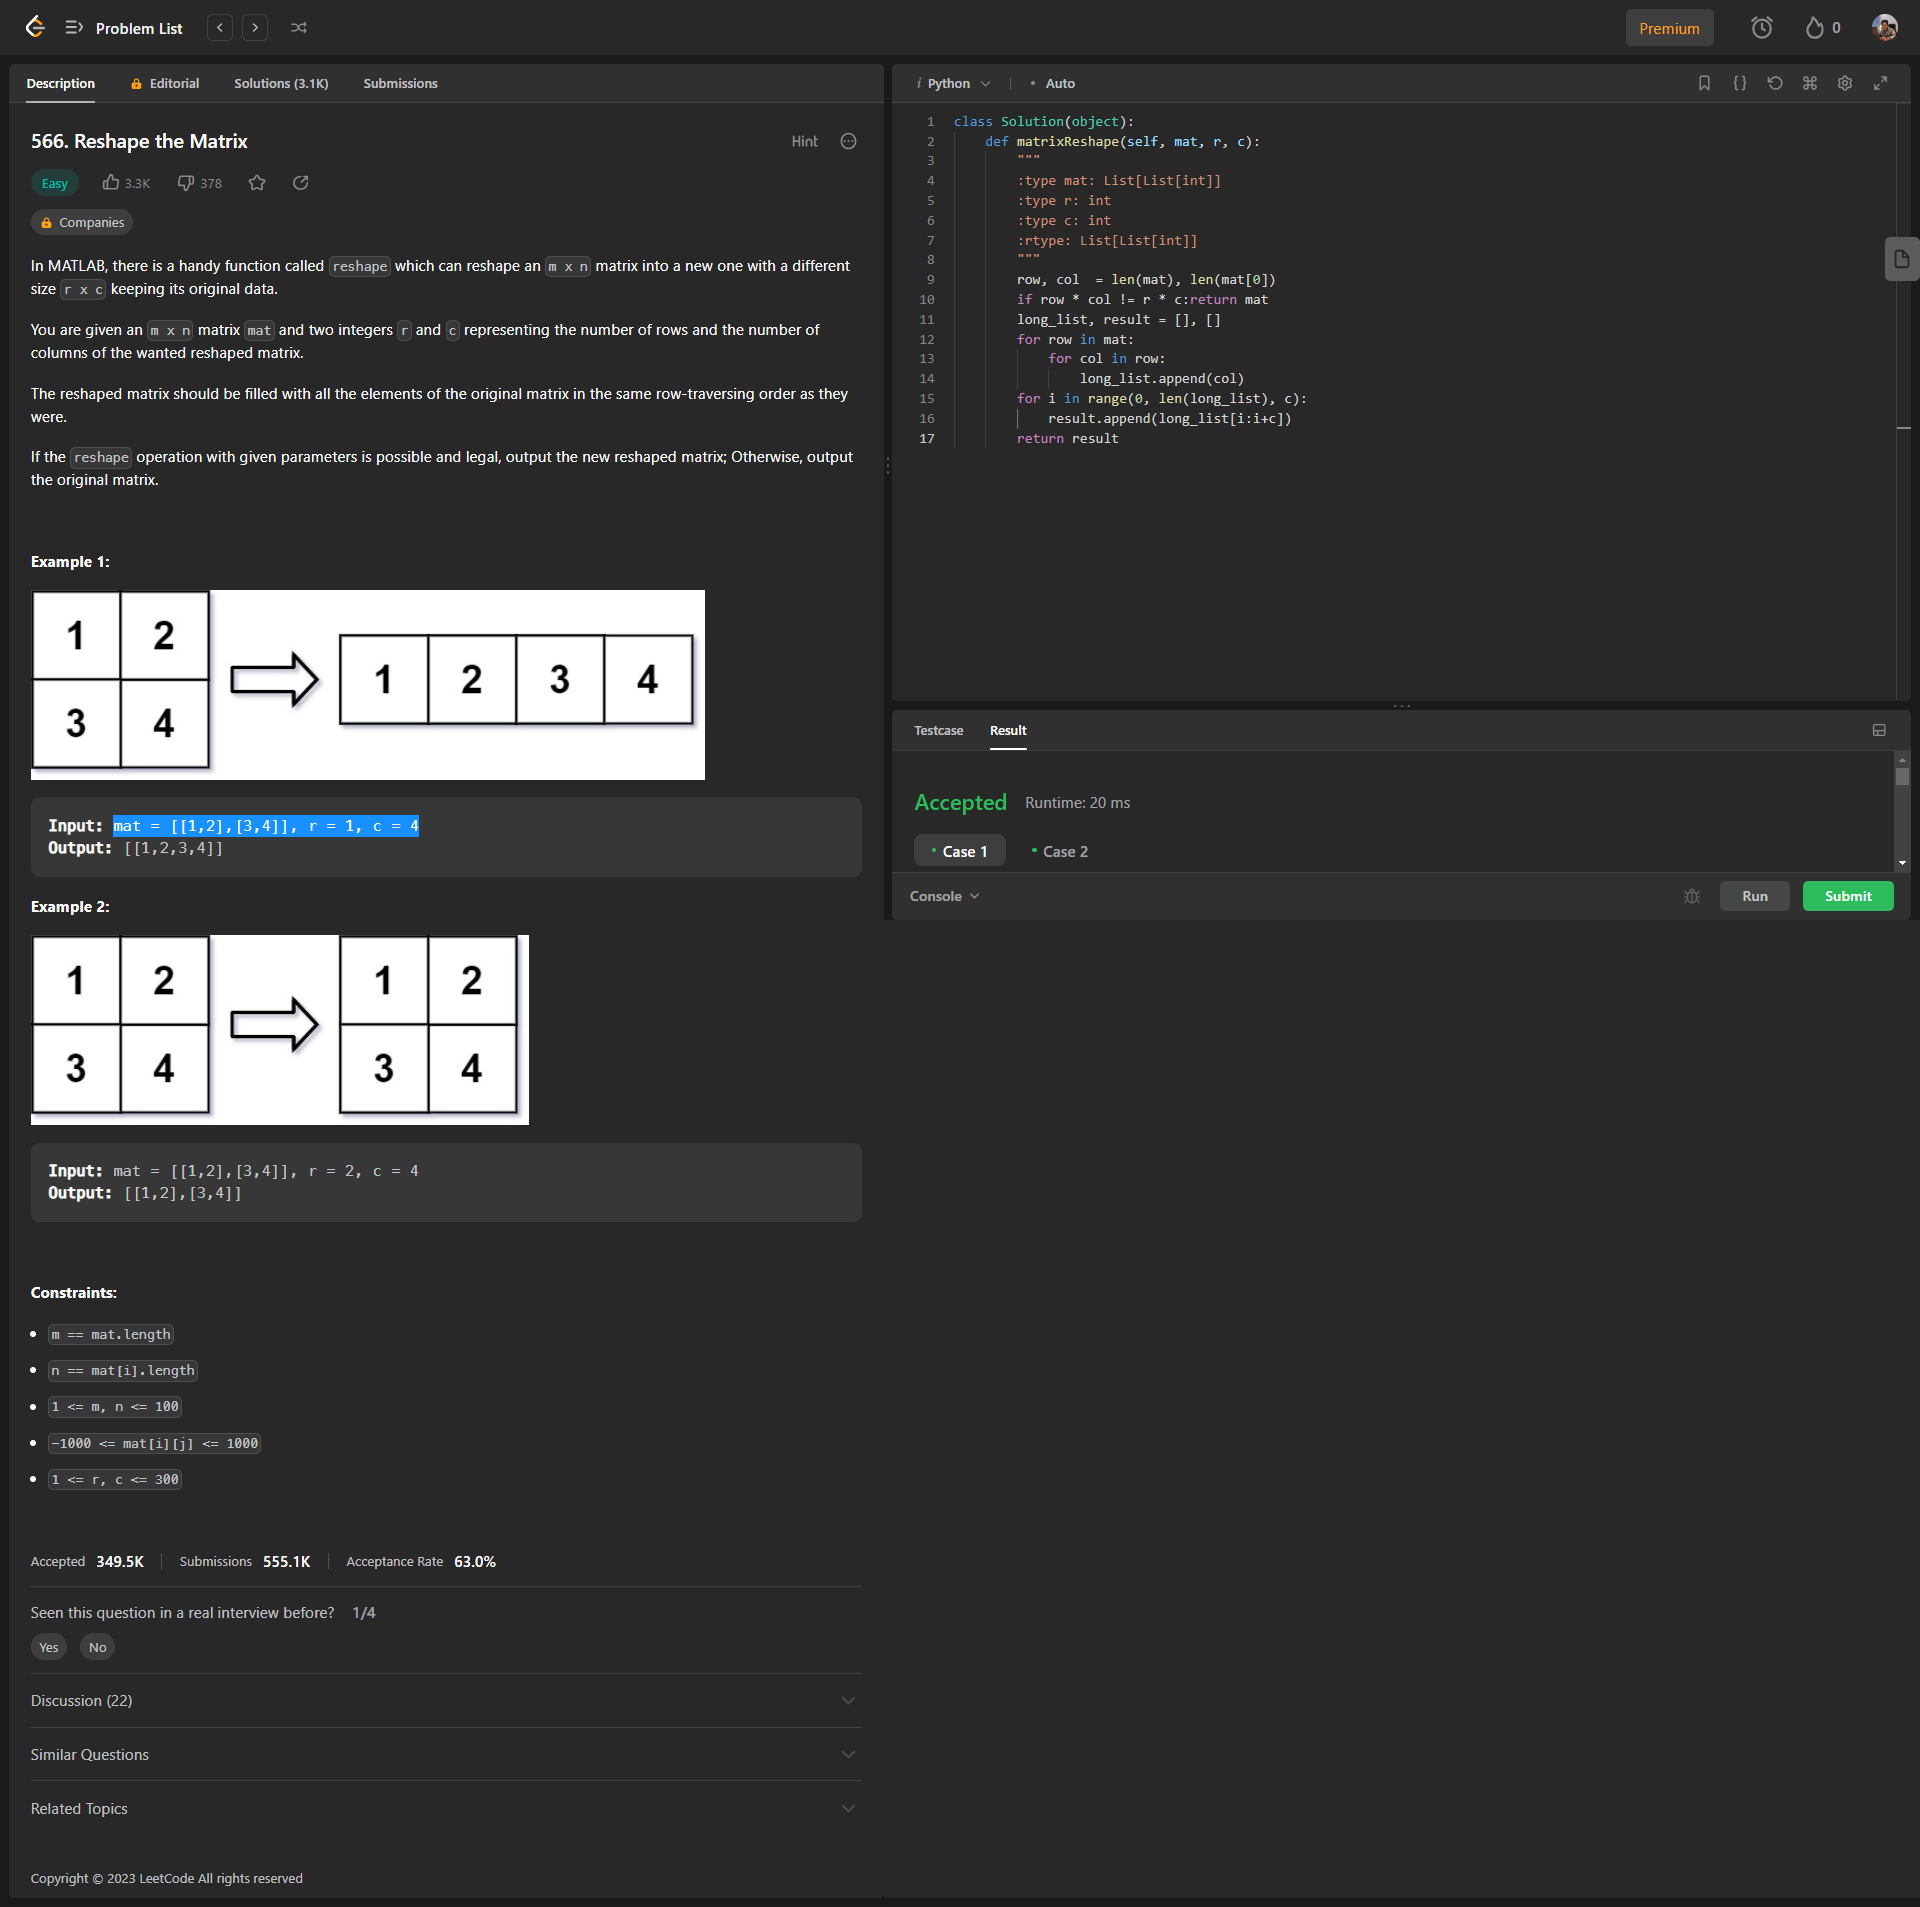 Problem List
Premium
0
Description
Editorial
Solutions (3.1K)
Submissions
566. Reshape the Matrix
Hint
Easy
3.3K
378
Companies
In MATLAB, there is a handy function called reshape which can reshape an m x n matrix into a new one with a different
size r x c keeping its original data.
You are given an m x n matrix mat and two integers r and c representing the number of rows and the number of
columns of the wanted reshaped matrix.
The reshaped matrix should be filled with all the elements of the original matrix in the same row-traversing order as they
were.
If the reshape operation with given parameters is possible and legal, output the new reshaped matrix; Otherwise, output
the original matrix.
Example 1:
1 2
3 4
1 2 3 4
Input: mat = [[1,2],[3,4]], r = 1, c = 4
Output: [[1,2,3,4]]
Example 2:
1 2
3 4
1 2
3 4
Input: mat = [[1,2],[3,4]], r = 2, c = 4
Output: [[1,2],[3,4]]
Constraints:
m == mat.length
n == mat[i].length
1 <= m, n <= 100
-1000 <= mat[i][j] <= 1000
1 <= r, c <= 300
Accepted 349.5K
Submissions 555.1K
Acceptance Rate 63.0%
Seen this question in a real interview before? 1/4
Yes
No
Discussion (22)
Similar Questions
Related Topics
Copyright © 2023 LeetCode All rights reserved
i Python
• Auto
1 class Solution(object):
2 def matrixReshape(self, mat, r, c):
3 """
4 :type mat: List[List[int]]
5 :type r: int
6 :type c: int
7 :rtype: List[List[int]]
8 """
9 row, col  = len(mat), len(mat[0])
10 if row * col != r * c:return mat
11 long_list, result = [], []
12 for row in mat:
13 for col in row:
14 long_list.append(col)
15 for i in range(0, len(long_list), c):
16 result.append(long_list[i:i+c])
17 return result
Testcase
Result
Accepted
Runtime: 20 ms
• Case 1
• Case 2
Console
Run
Submit